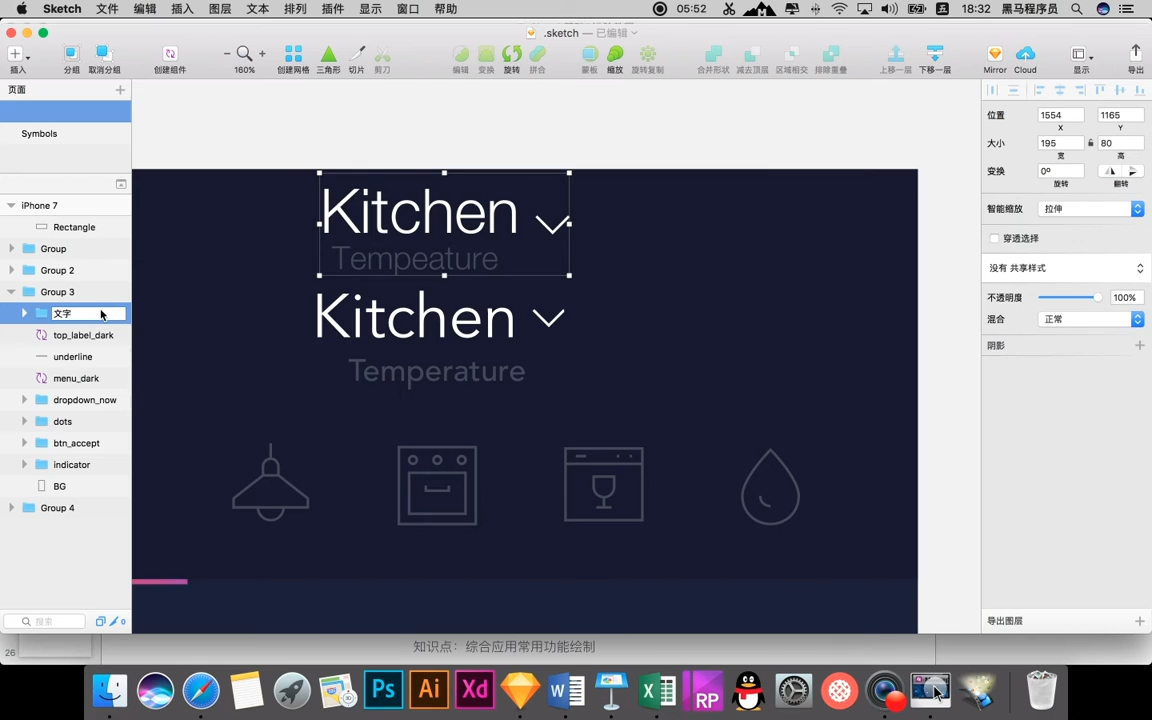 Sketch 文件 编辑 插入 图层 文本 排列 插件 显示 窗口 帮助 05:52 五 18:32 黑马程序员
.sketch — 已编辑
插入 分组 取消分组 创建组件 160% 创建网格 三角形 切片 剪刀 编辑 变换 旋转 拼合 蒙板 缩放 旋转复制 合并形状 减去顶层 区域相交 排除重叠 上移一层 下移一层 Mirror Cloud 显示 导出
页面
Symbols
iPhone 7
Rectangle
Group
Group 2
Group 3
文字
top_label_dark
underline
menu_dark
dropdown_now
dots
btn_accept
indicator
BG
Group 4
搜索 0
Kitchen
Tempeature
Kitchen
Temperature
位置 1554 1165
X Y
大小 195 80
宽 高
变换 0º
旋转 翻转
智能缩放 拉伸
穿透选择
没有 共享样式
不透明度 100%
混合 正常
阴影
导出图层
26 知识点：综合应用常用功能绘制
Ps Ai Xd W X RP